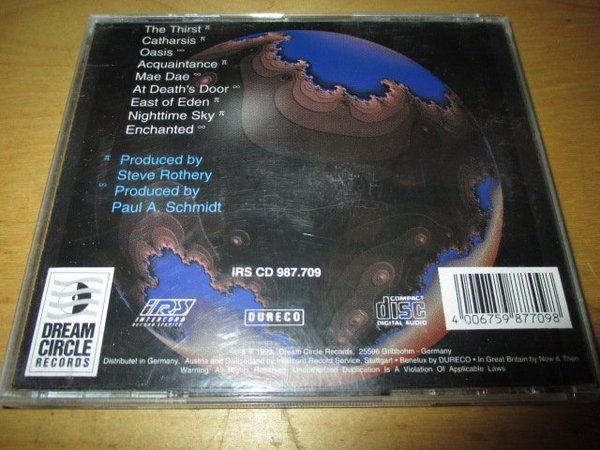 The Thirst π
Catharsis π
Oasis ∞
Acquaintance π
Mae Dae ∞
At Death's Door ∞
East of Eden π
Nighttime Sky π
Enchanted ∞
π Produced by
Steve Rothery
∞ Produced by
Paul A. Schmidt
IRS CD 987.709
DREAM
CIRCLE
RECORDS
IRS
INTERCORD
RECORD SERVICE
DURECO
COMPACT
disc
DIGITAL AUDIO
4 006759 877098
& 1993, Dream Circle Records, 25596 Gribbohm - Germany
Distributet in Germany, Austria and Switzerland by Intercord Record Service, Stuttgart • Benelux by DURECO • In Great Britain by Now & Then
Warning: All Rights Reserved. Unauthorized Duplication Is A Violation Of Applicable Laws